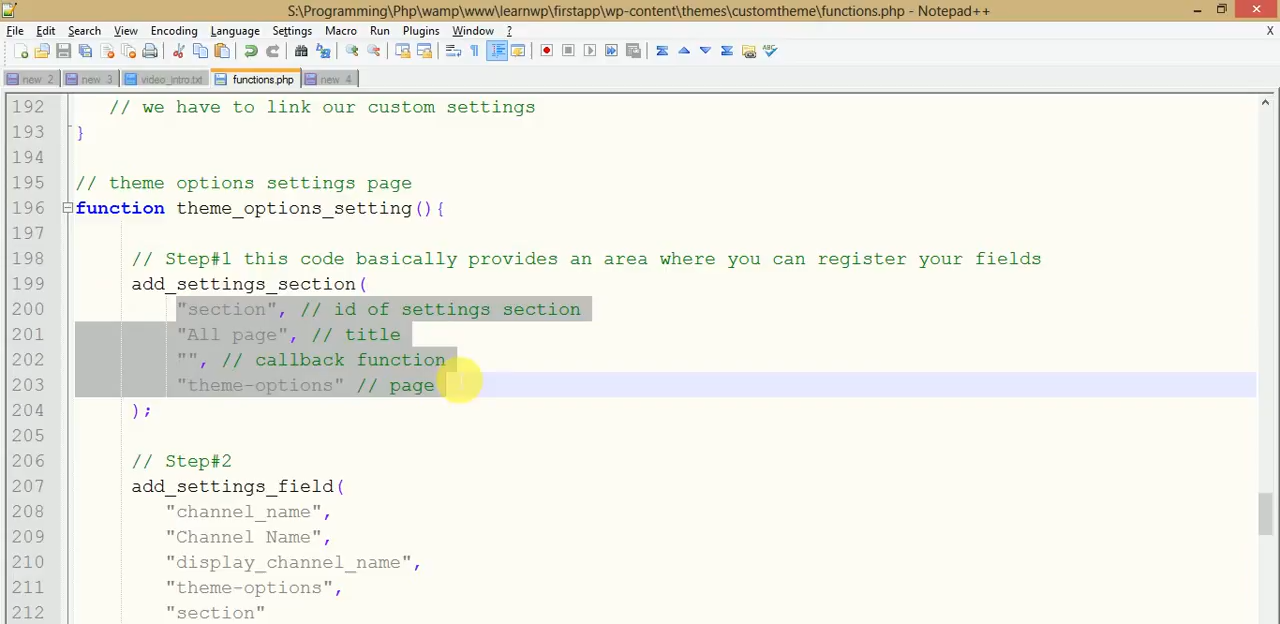 S:\Programming\Php\wamp\www\learnwp\firstapp\wp-content\themes\customtheme\functions.php - Notepad++
File Edit Search View Encoding Language Settings Macro Run Plugins Window ? X
new 2 new 3 video_intro.txt functions.php new 4
192 // we have to link our custom settings
193 }
194
195 // theme options settings page
196 function theme_options_setting(){
197
198 // Step#1 this code basically provides an area where you can register your fields
199 add_settings_section(
200 "section", // id of settings section
201 "All page", // title
202 "", // callback function
203 "theme-options" // page
204 );
205
206 // Step#2
207 add_settings_field(
208 "channel_name",
209 "Channel Name",
210 "display_channel_name",
211 "theme-options",
212 "section"